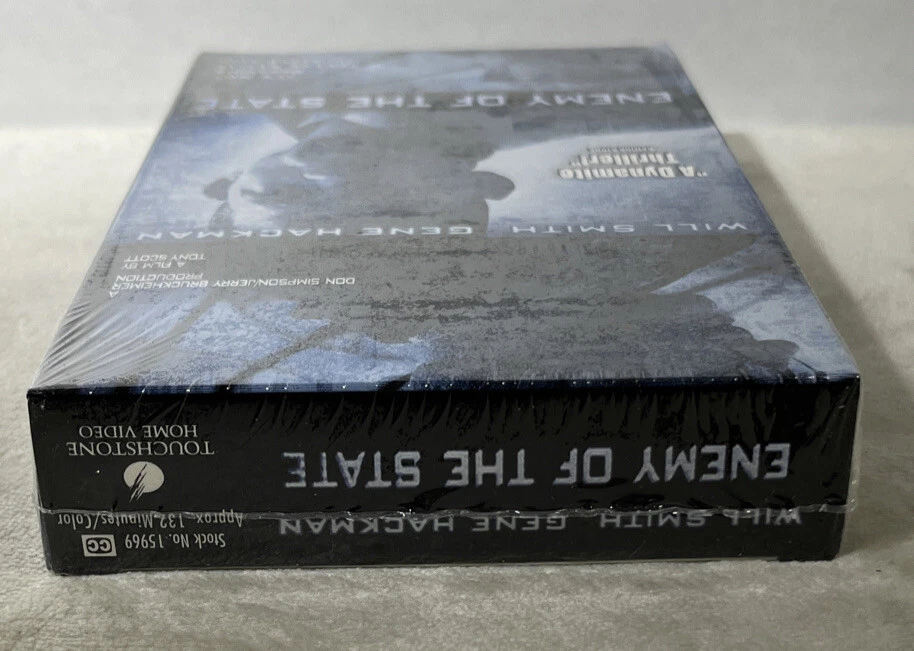 WILL SMITH GENE HACKMAN
ENEMY OF THE STATE
Stock No. 15969
Approx. 132 Minutes/Color
CC
TOUCHSTONE
HOME VIDEO
DON SIMPSON/JERRY BRUCKHEIMER
PRODUCTION
A FILM BY
TONY SCOTT
WILL SMITH GENE HACKMAN
"A Dynamite
Thriller!"
ENEMY OF THE STATE